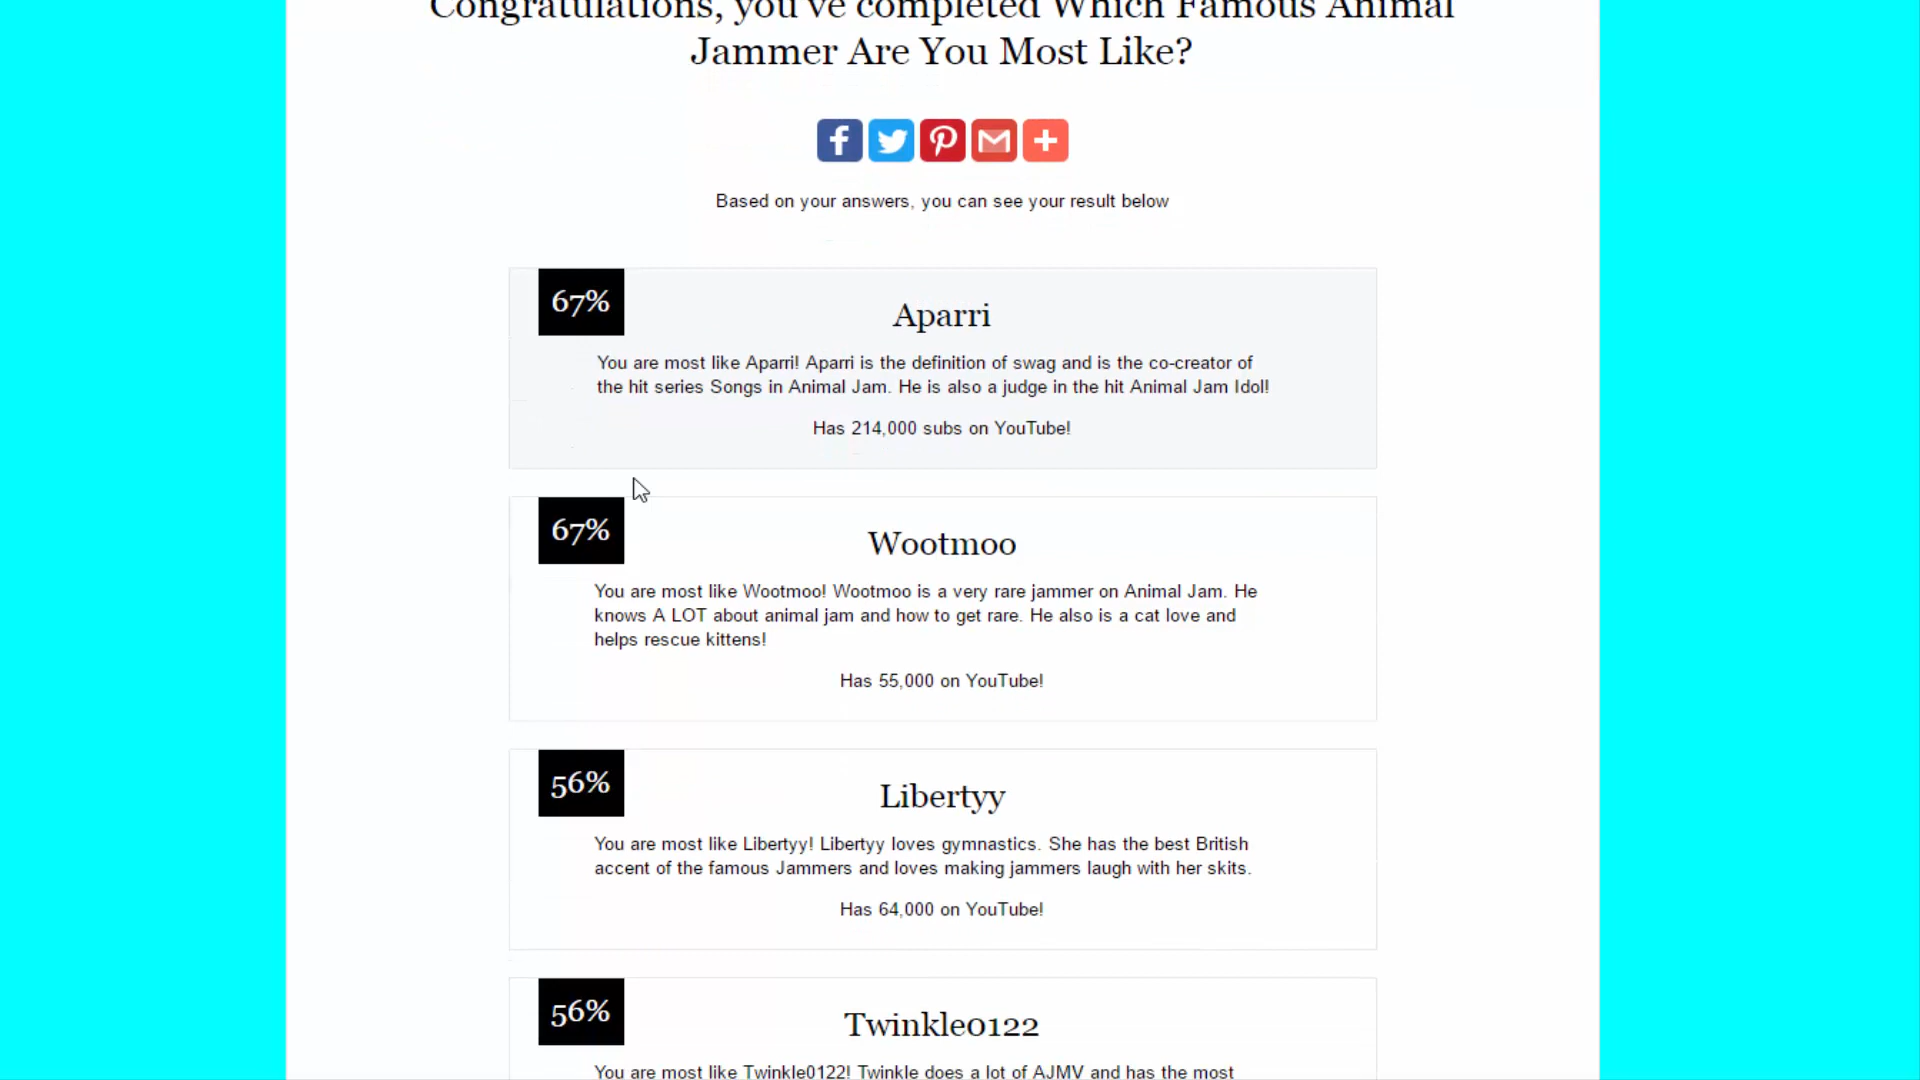 Congratulations, you've completed Which Famous Animal
Jammer Are You Most Like?
Based on your answers, you can see your result below
67%
Aparri
You are most like Aparri! Aparri is the definition of swag and is the co-creator of
the hit series Songs in Animal Jam. He is also a judge in the hit Animal Jam Idol!
Has 214,000 subs on YouTube!
67%
Wootmoo
You are most like Wootmoo! Wootmoo is a very rare jammer on Animal Jam. He
knows A LOT about animal jam and how to get rare. He also is a cat love and
helps rescue kittens!
Has 55,000 on YouTube!
56%
Libertyy
You are most like Libertyy! Libertyy loves gymnastics. She has the best British
accent of the famous Jammers and loves making jammers laugh with her skits.
Has 64,000 on YouTube!
56%
Twinkle0122
You are most like Twinkle0122! Twinkle does a lot of AJMV and has the most